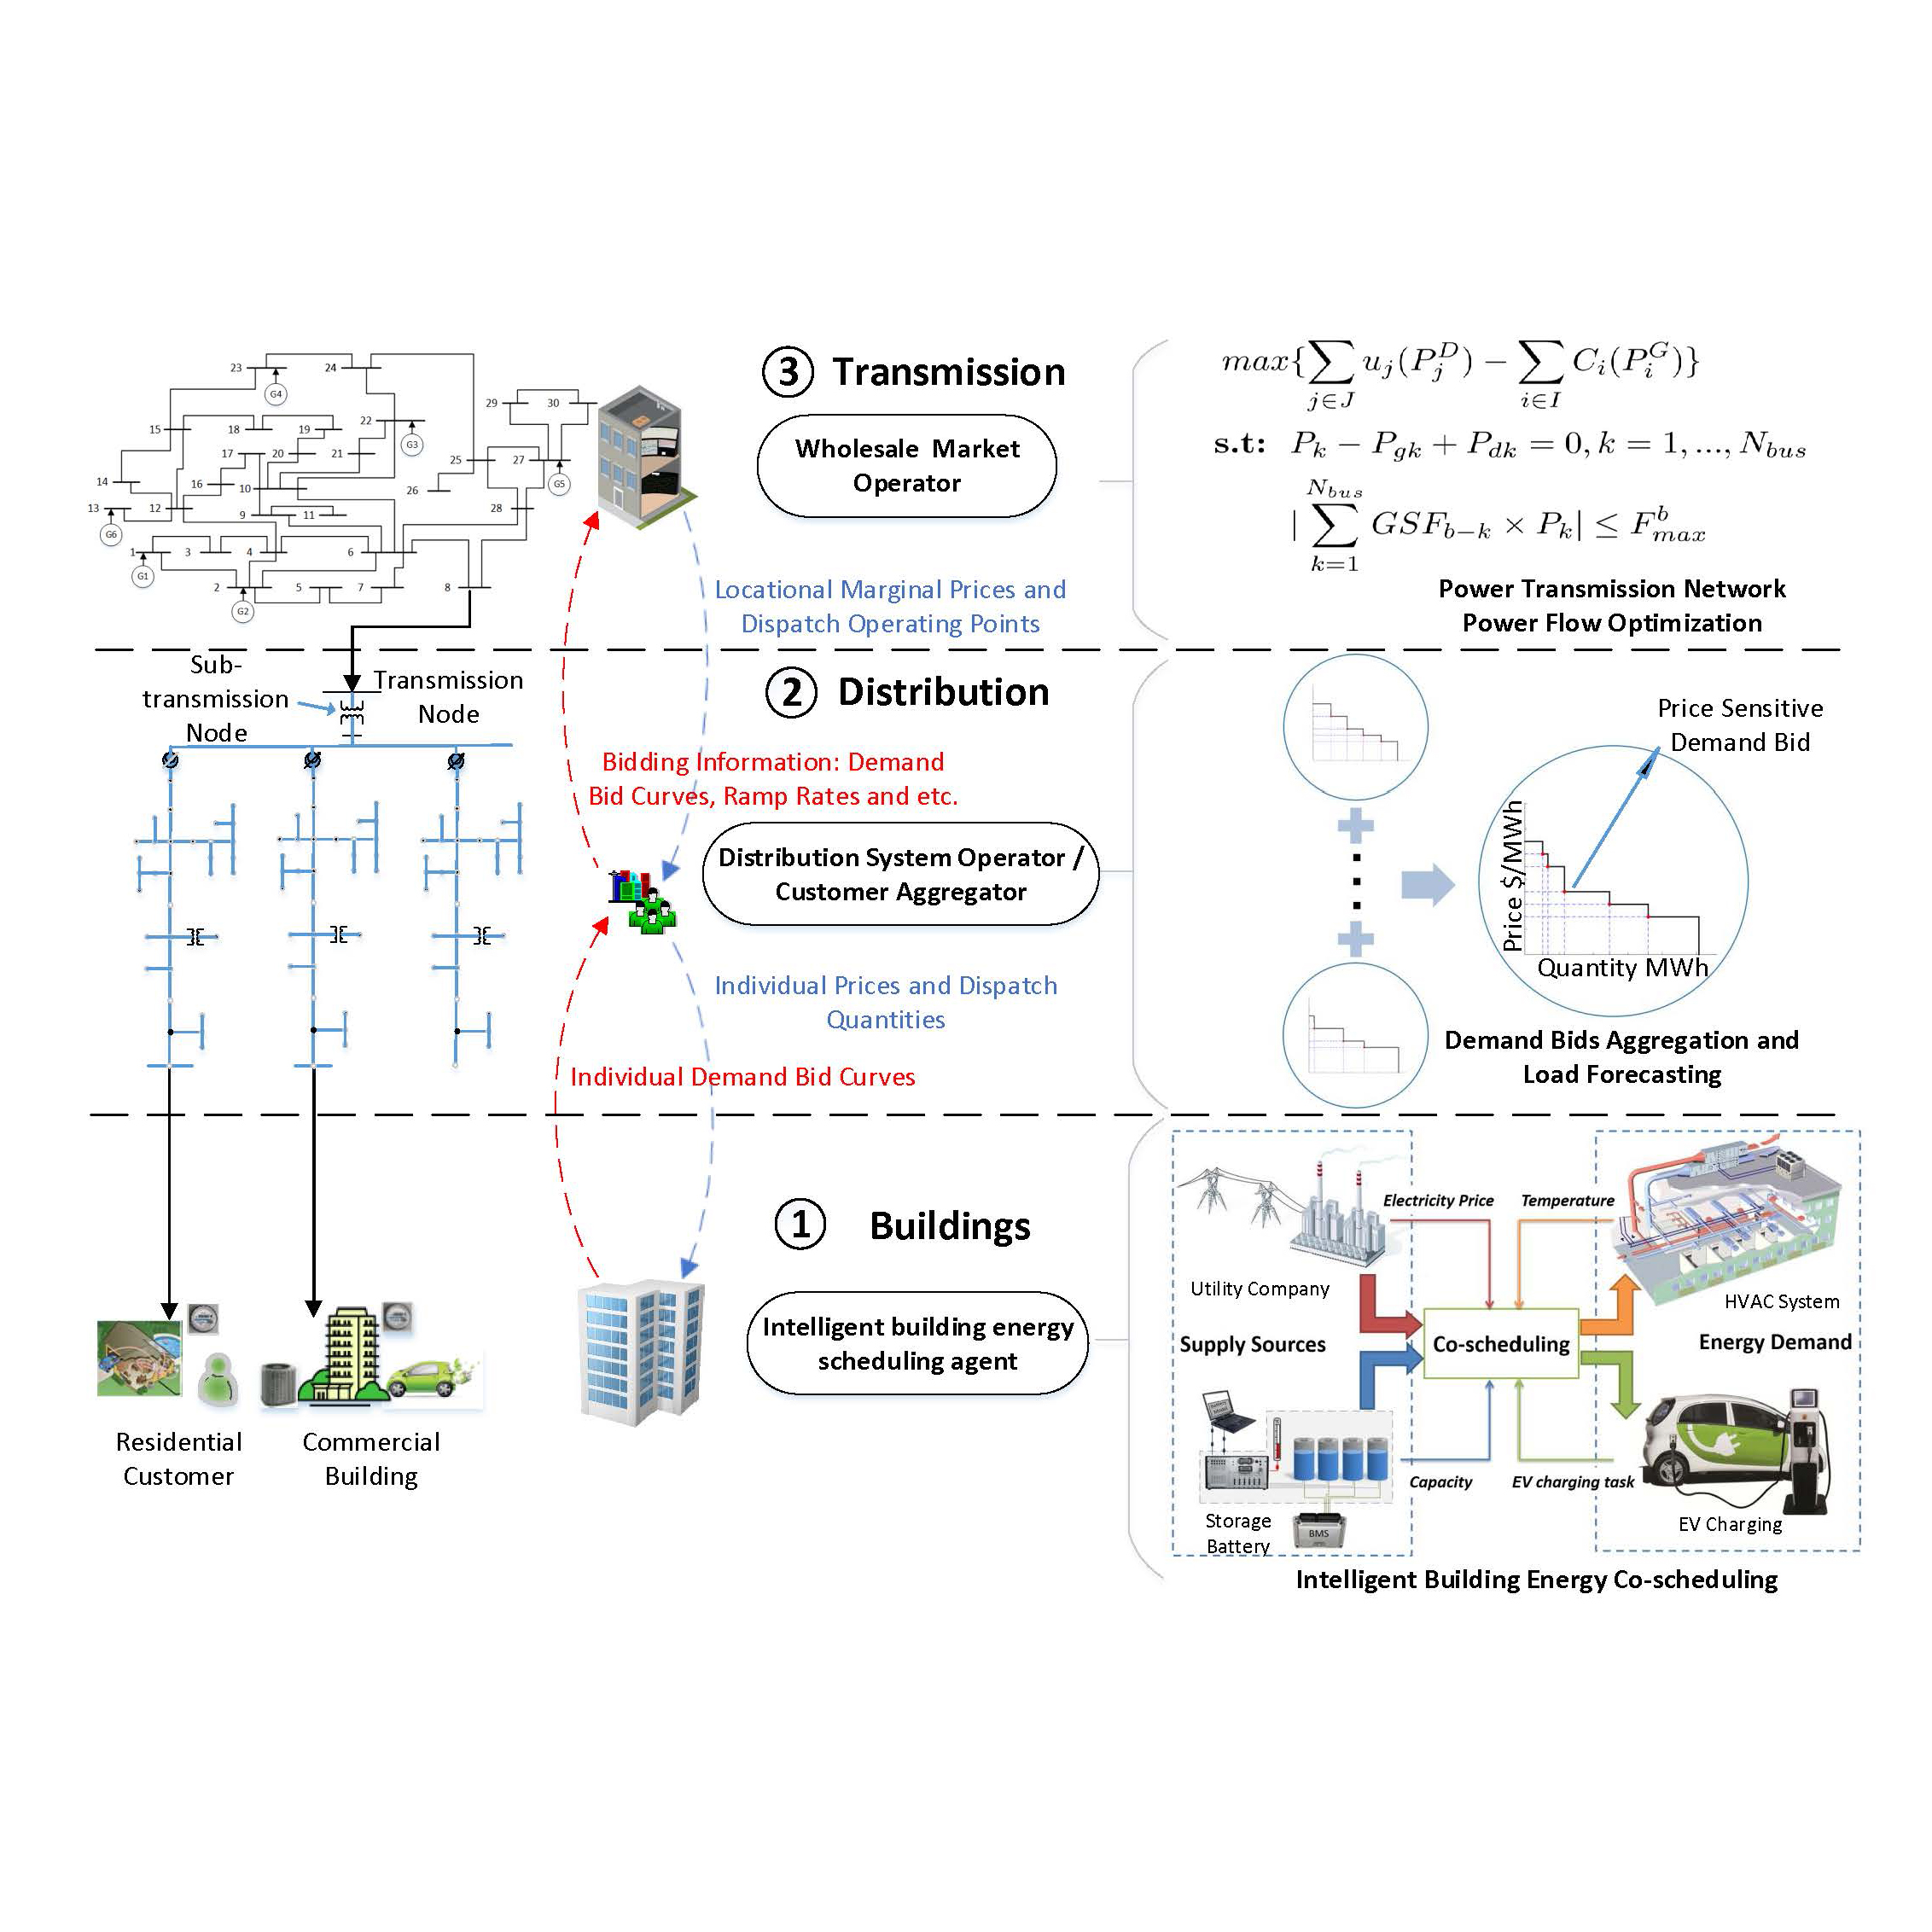 3 Transmission
Wholesale Market
Operator
23
24
G4
29
30
15
18
19
22
G3
17
20
21
25
27
14
16
10
26
G5
13
12
9
11
28
G6
1
3
4
6
G1
2
5
7
8
G2
max{∑_{j∈J} u_j(P_j^D) − ∑_{i∈I} C_i(P_i^G)}
s.t: P_k − P_{gk} + P_{dk} = 0, k = 1, ..., N_{bus}
|∑_{k=1}^{N_{bus}} GSF_{b−k} × P_k| ≤ F_{max}^b
Power Transmission Network
Power Flow Optimization
Locational Marginal Prices and
Dispatch Operating Points
Sub-
transmission
Node
Transmission
Node
2 Distribution
Bidding Information: Demand
Bid Curves, Ramp Rates and etc.
Distribution System Operator /
Customer Aggregator
Individual Prices and Dispatch
Quantities
Individual Demand Bid Curves
Price Sensitive
Demand Bid
Price $/MWh
Quantity MWh
Demand Bids Aggregation and
Load Forecasting
1 Buildings
Intelligent building energy
scheduling agent
Residential
Customer
Commercial
Building
Electricity Price
Temperature
Utility Company
HVAC System
Supply Sources
Co-scheduling
Energy Demand
Capacity
EV charging task
Storage
Battery
BMS
EV Charging
Intelligent Building Energy Co-scheduling